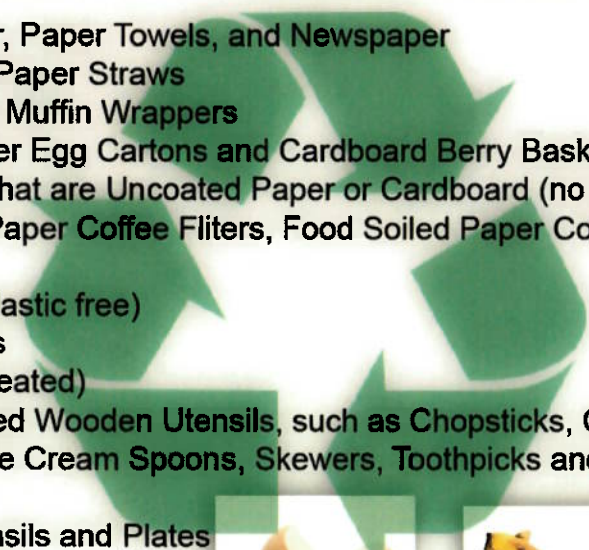 r, Paper Towels, and Newspaper
Paper Straws
Muffin Wrappers
er Egg Cartons and Cardboard Berry Bask
hat are Uncoated Paper or Cardboard (no
Paper Coffee Fliters, Food Soiled Paper Co
astic free)
s
eated)
ed Wooden Utensils, such as Chopsticks, C
e Cream Spoons, Skewers, Toothpicks and
nsils and Plates